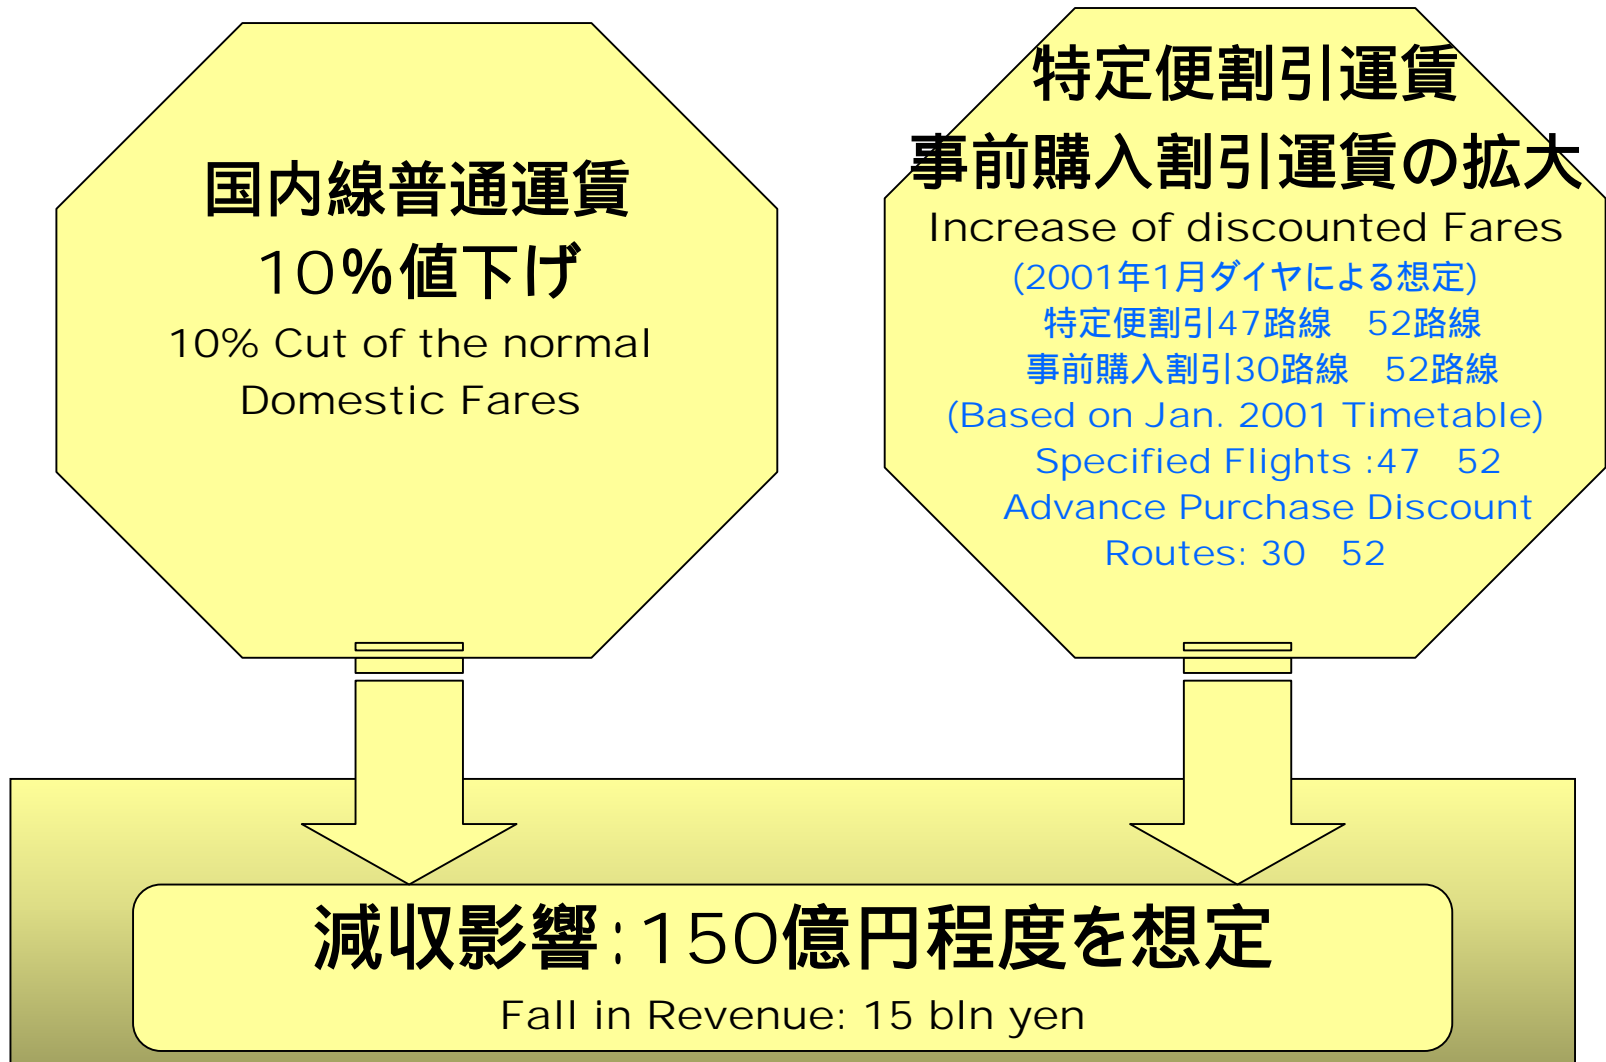 国内線普通運賃
10%値下げ
10% Cut of the normal
Domestic Fares
特定便割引運賃
事前購入割引運賃の拡大
Increase of discounted Fares
(2001年1月ダイヤによる想定)
特定便割引47路線　52路線
事前購入割引30路線　52路線
(Based on Jan. 2001 Timetable)
Specified Flights :47　52
Advance Purchase Discount
Routes: 30　52
減収影響:150億円程度を想定
Fall in Revenue: 15 bln yen